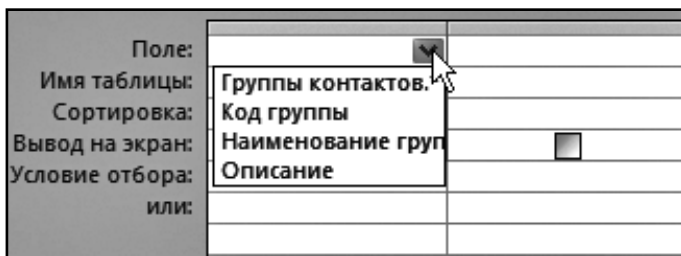 Поле:
Имя таблицы: Группы контактов.
Сортировка: Код группы
Вывод на экран: Наименование груп
Условие отбора: Описание
или: